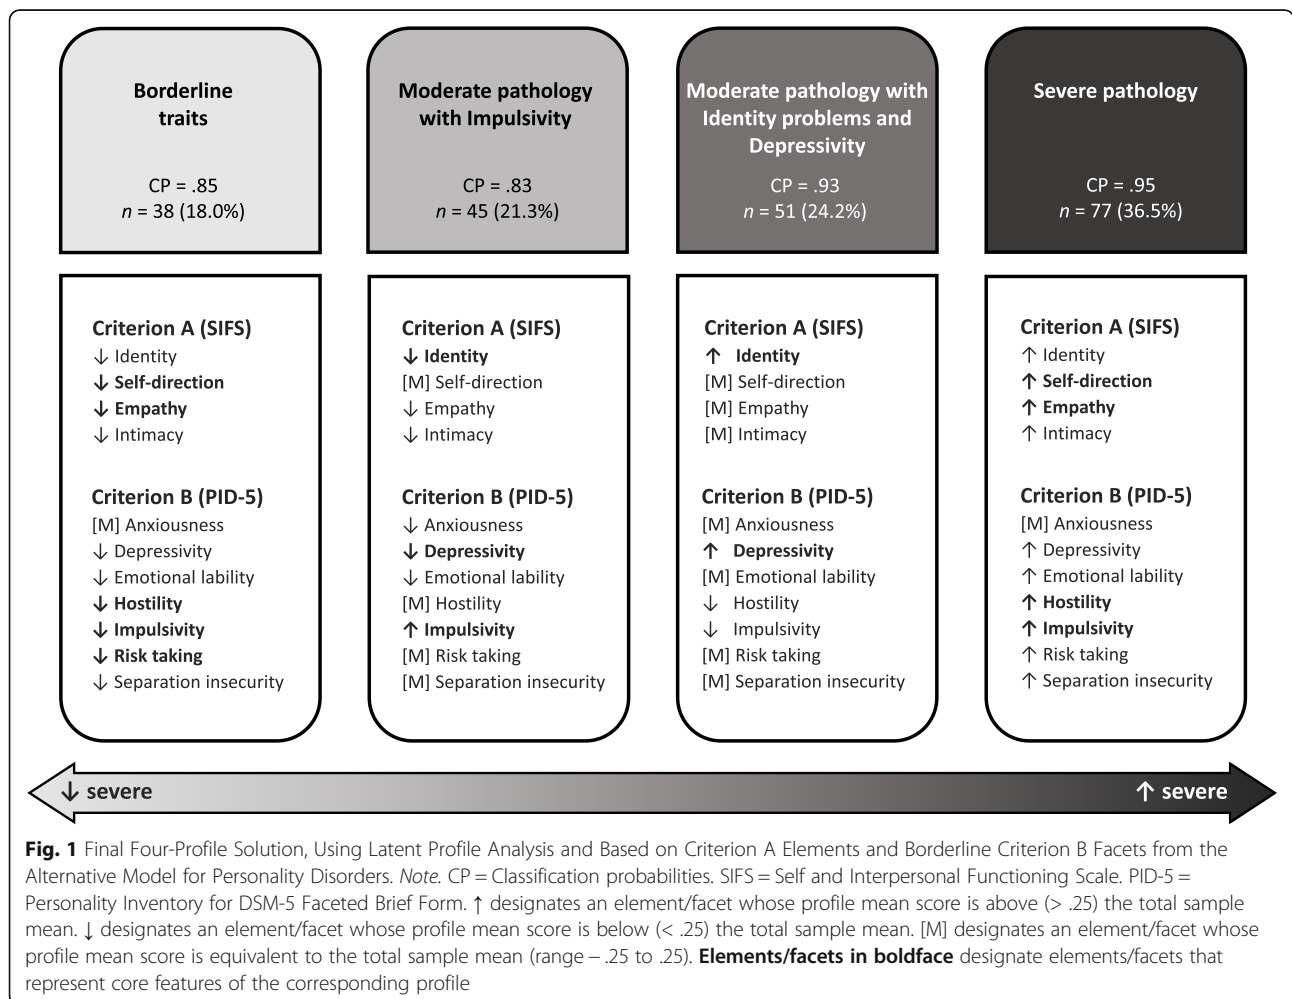 Borderline
traits
CP = .85
n = 38 (18.0%)
Moderate pathology
with Impulsivity
CP = .83
n = 45 (21.3%)
Moderate pathology with
Identity problems and
Depressivity
CP = .93
n = 51 (24.2%)
Severe pathology
CP = .95
n = 77 (36.5%)
Criterion A (SIFS)
↓ Identity
↓ Self-direction
↓ Empathy
↓ Intimacy
Criterion B (PID-5)
[M] Anxiousness
↓ Depressivity
↓ Emotional lability
↓ Hostility
↓ Impulsivity
↓ Risk taking
↓ Separation insecurity
Criterion A (SIFS)
↓ Identity
[M] Self-direction
↓ Empathy
↓ Intimacy
Criterion B (PID-5)
↓ Anxiousness
↓ Depressivity
↓ Emotional lability
[M] Hostility
↑ Impulsivity
[M] Risk taking
[M] Separation insecurity
Criterion A (SIFS)
↑ Identity
[M] Self-direction
[M] Empathy
[M] Intimacy
Criterion B (PID-5)
[M] Anxiousness
↑ Depressivity
[M] Emotional lability
↓ Hostility
↓ Impulsivity
[M] Risk taking
[M] Separation insecurity
Criterion A (SIFS)
↑ Identity
↑ Self-direction
↑ Empathy
↑ Intimacy
Criterion B (PID-5)
[M] Anxiousness
↑ Depressivity
↑ Emotional lability
↑ Hostility
↑ Impulsivity
↑ Risk taking
↑ Separation insecurity
↓ severe
↑ severe
Fig. 1 Final Four-Profile Solution, Using Latent Profile Analysis and Based on Criterion A Elements and Borderline Criterion B Facets from the
Alternative Model for Personality Disorders. Note. CP = Classification probabilities. SIFS = Self and Interpersonal Functioning Scale. PID-5 =
Personality Inventory for DSM-5 Faceted Brief Form. ↑ designates an element/facet whose profile mean score is above (> .25) the total sample
mean. ↓ designates an element/facet whose profile mean score is below (< .25) the total sample mean. [M] designates an element/facet whose
profile mean score is equivalent to the total sample mean (range − .25 to .25). Elements/facets in boldface designate elements/facets that
represent core features of the corresponding profile